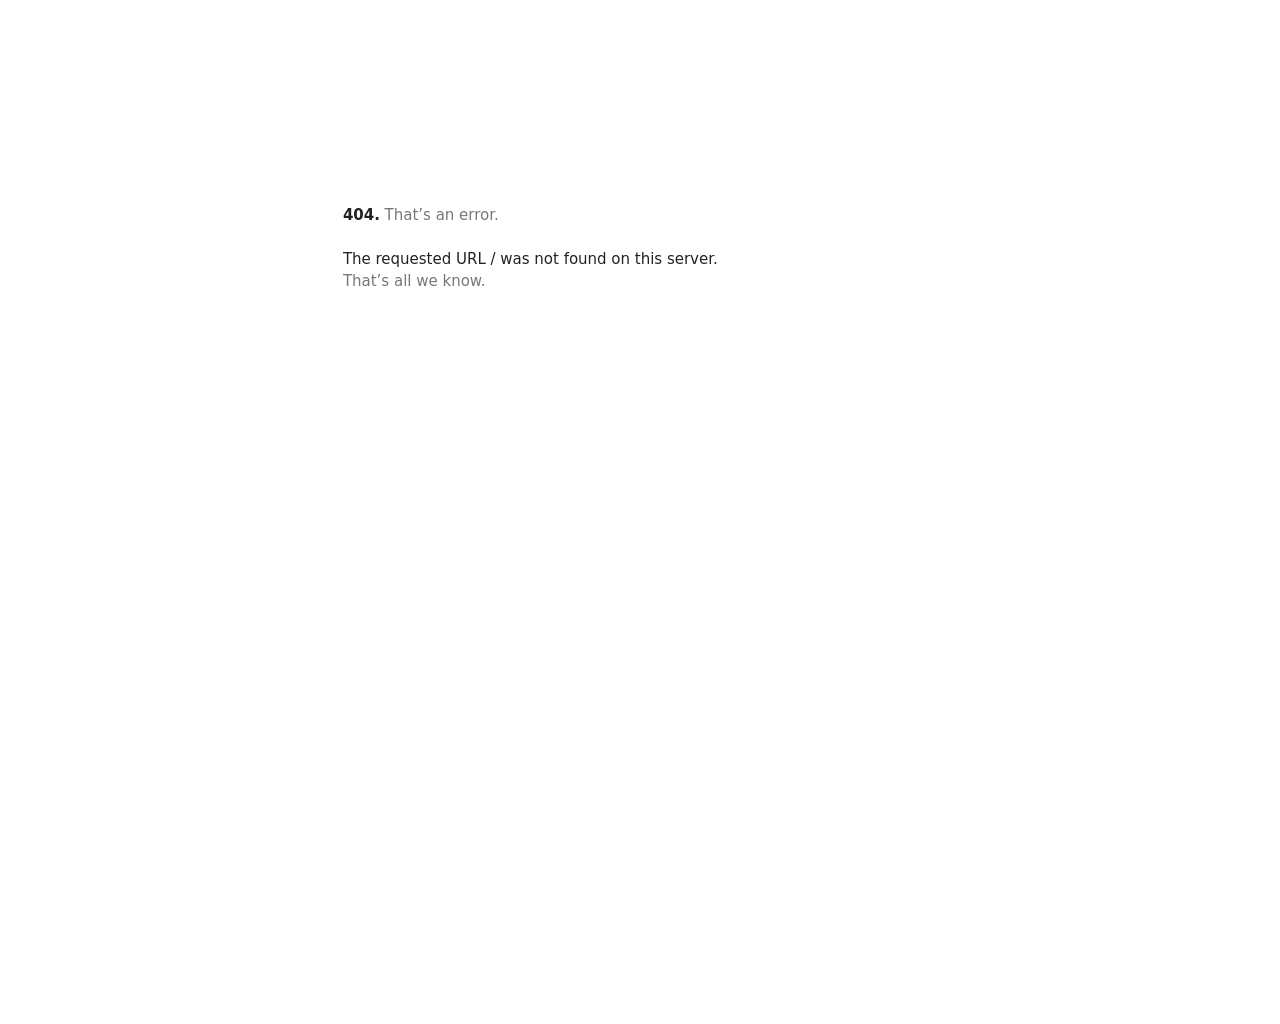 404. That’s an error.
The requested URL / was not found on this server.
That’s all we know.